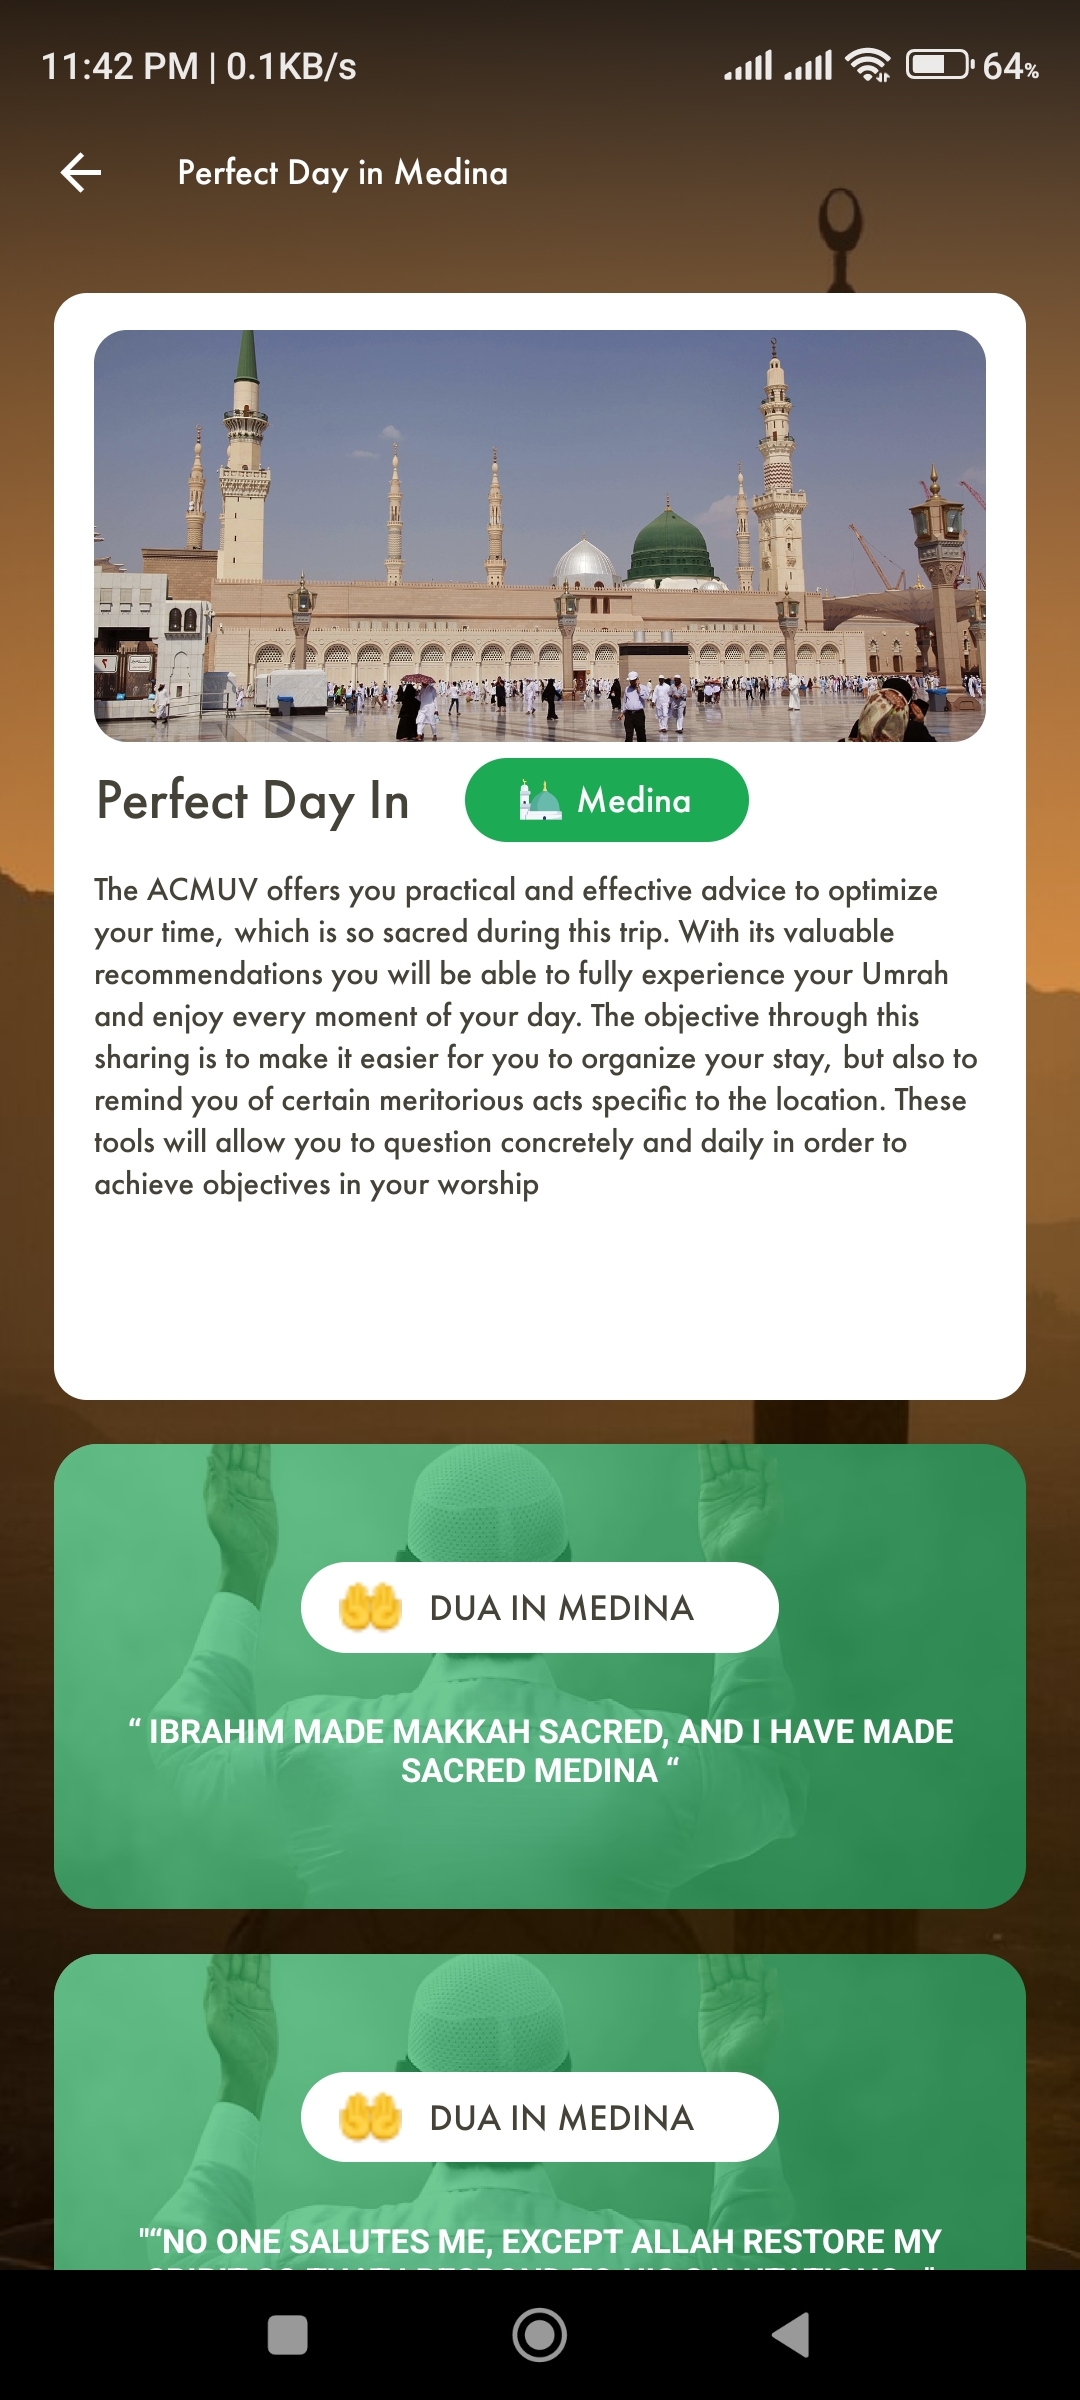 11:42 PM | 0.1KB/s 64%
Perfect Day in Medina
Perfect Day In Medina
The ACMUV offers you practical and effective advice to optimize
your time, which is so sacred during this trip. With its valuable
recommendations you will be able to fully experience your Umrah
and enjoy every moment of your day. The objective through this
sharing is to make it easier for you to organize your stay, but also to
remind you of certain meritorious acts specific to the location. These
tools will allow you to question concretely and daily in order to
achieve objectives in your worship
DUA IN MEDINA
“ IBRAHIM MADE MAKKAH SACRED, AND I HAVE MADE
SACRED MEDINA “
DUA IN MEDINA
"“NO ONE SALUTES ME, EXCEPT ALLAH RESTORE MY